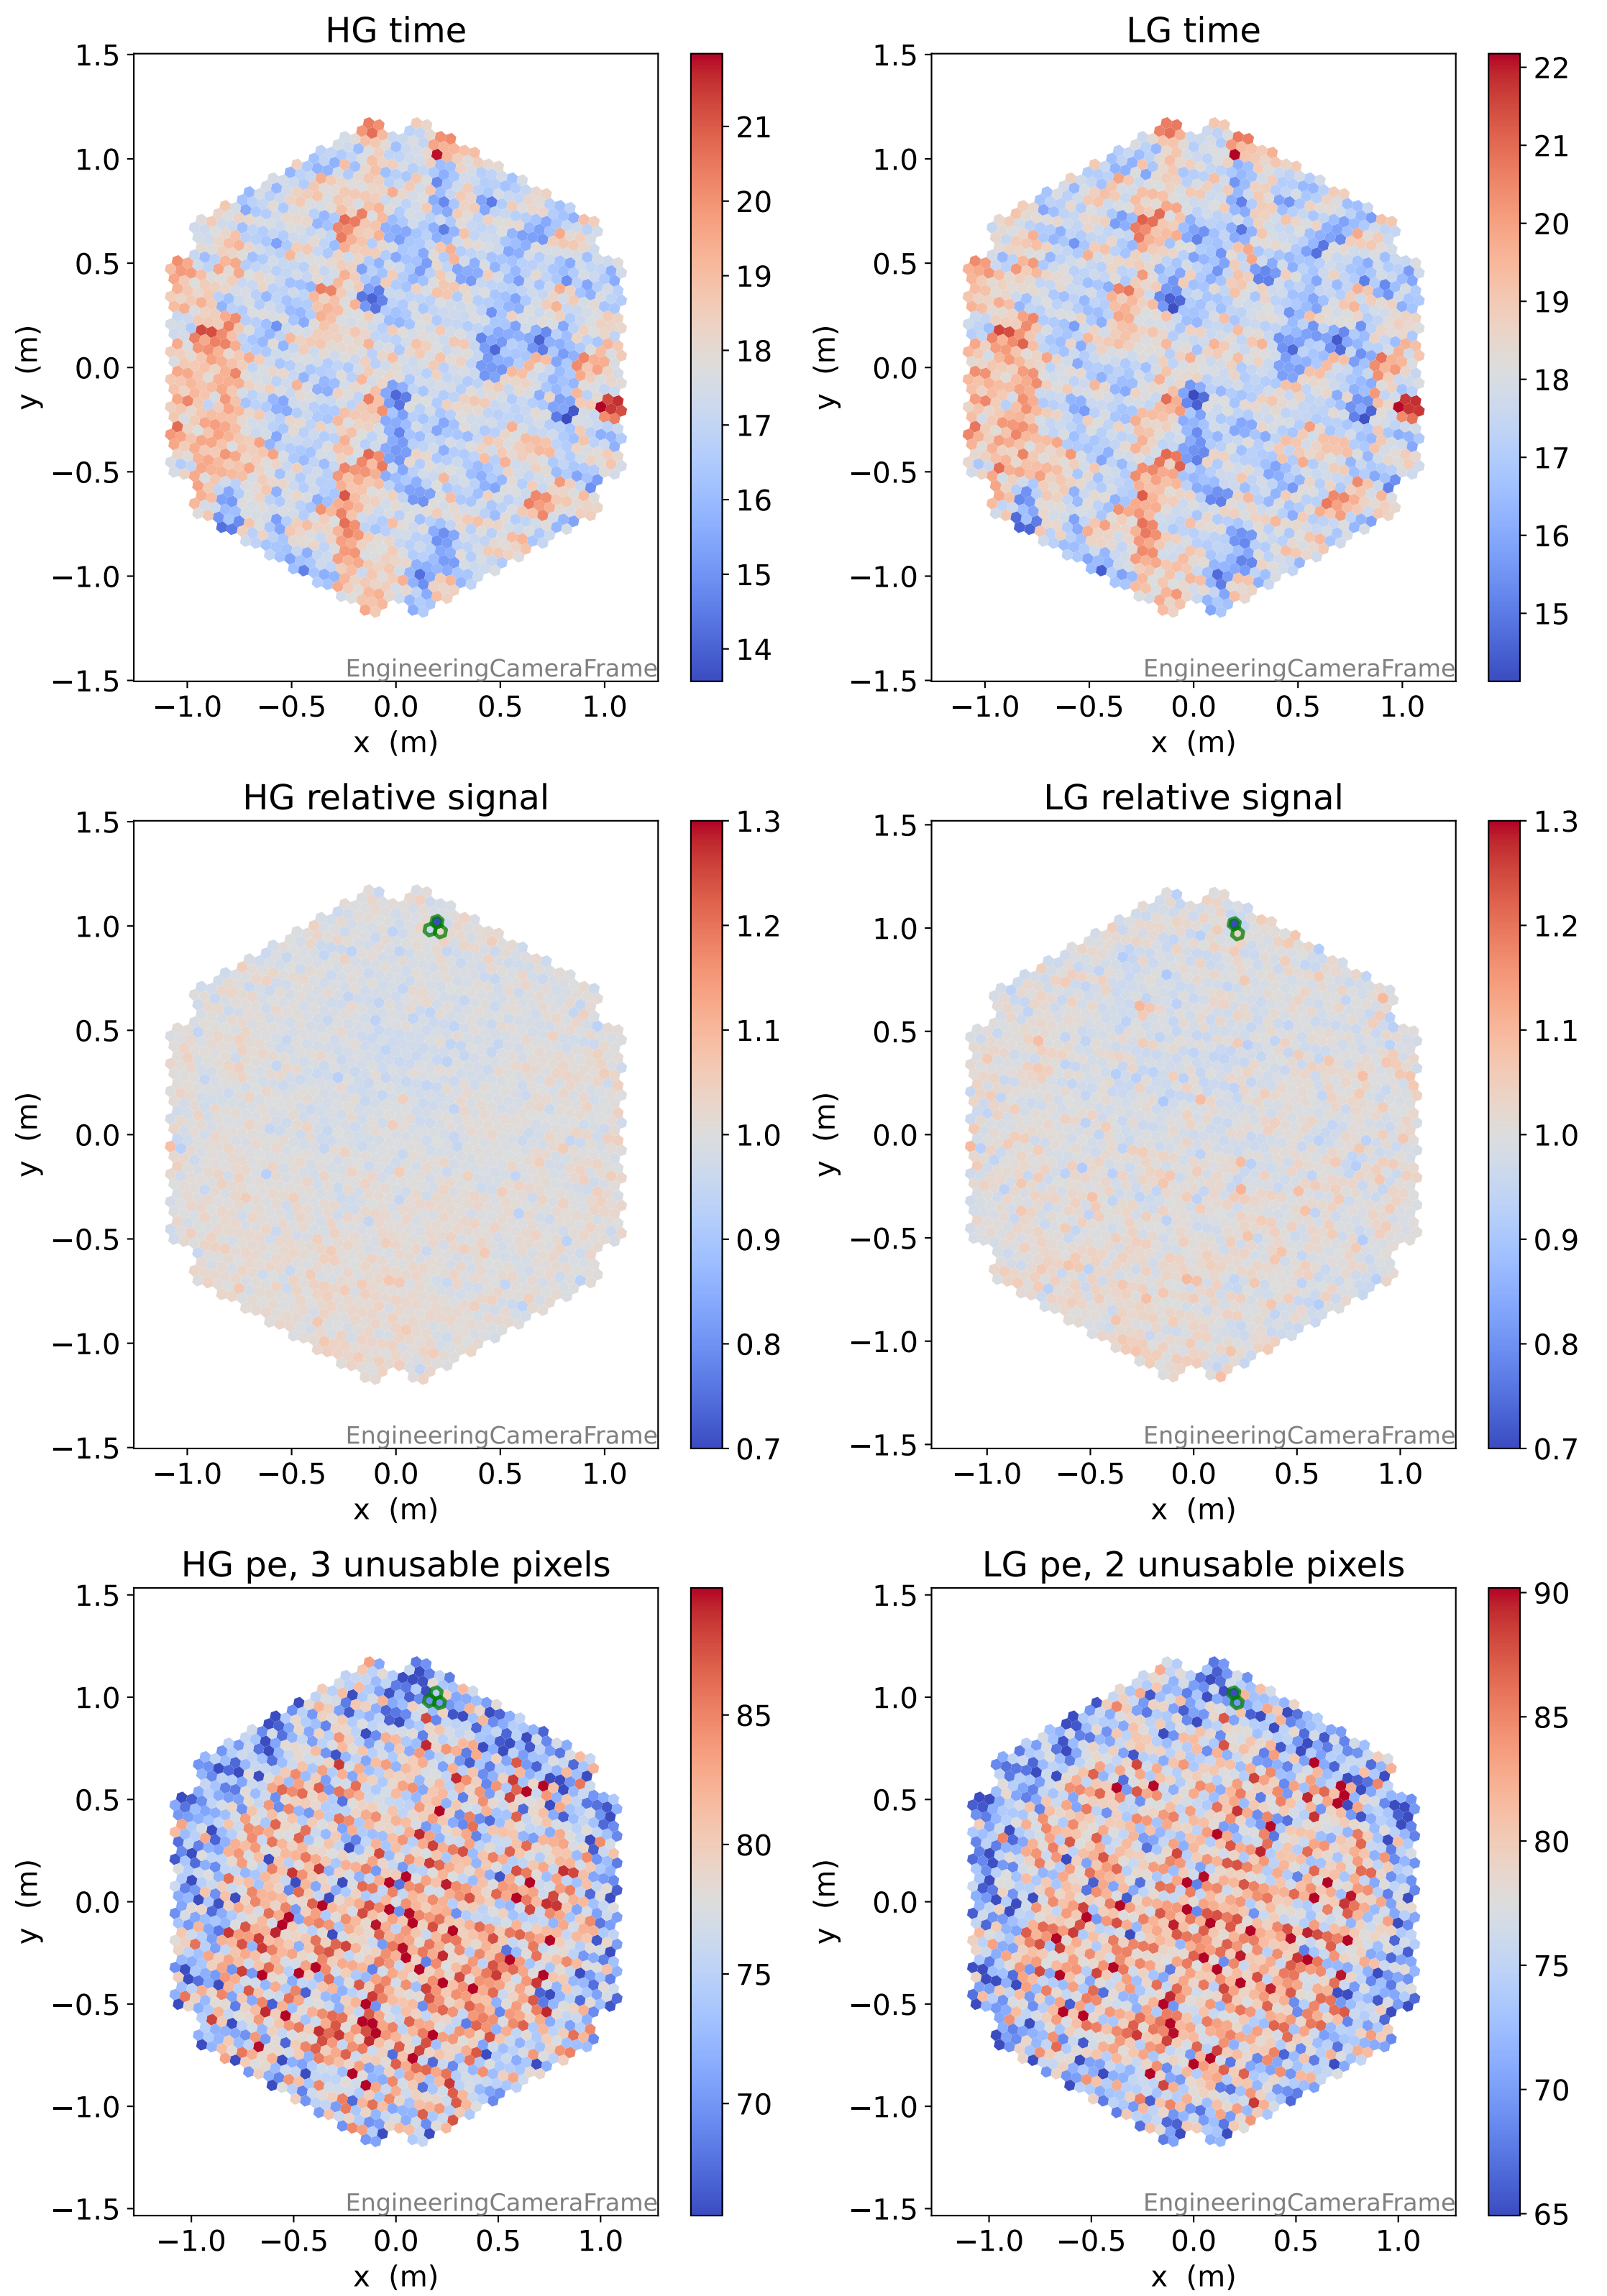 HG time
1.5
1.0
0.5
0.0
−0.5
−1.0
−1.5
y (m)
−1.0 −0.5 0.0 0.5 1.0
x (m)
EngineeringCameraFrame
21
20
19
18
17
16
15
14
LG time
1.5
1.0
0.5
0.0
−0.5
−1.0
−1.5
y (m)
−1.0 −0.5 0.0 0.5 1.0
x (m)
EngineeringCameraFrame
22
21
20
19
18
17
16
15
HG relative signal
1.5
1.0
0.5
0.0
−0.5
−1.0
−1.5
y (m)
−1.0 −0.5 0.0 0.5 1.0
x (m)
EngineeringCameraFrame
1.3
1.2
1.1
1.0
0.9
0.8
0.7
LG relative signal
1.5
1.0
0.5
0.0
−0.5
−1.0
−1.5
y (m)
−1.0 −0.5 0.0 0.5 1.0
x (m)
EngineeringCameraFrame
1.3
1.2
1.1
1.0
0.9
0.8
0.7
HG pe, 3 unusable pixels
1.5
1.0
0.5
0.0
−0.5
−1.0
−1.5
y (m)
−1.0 −0.5 0.0 0.5 1.0
x (m)
EngineeringCameraFrame
85
80
75
70
LG pe, 2 unusable pixels
1.5
1.0
0.5
0.0
−0.5
−1.0
−1.5
y (m)
−1.0 −0.5 0.0 0.5 1.0
x (m)
EngineeringCameraFrame
90
85
80
75
70
65